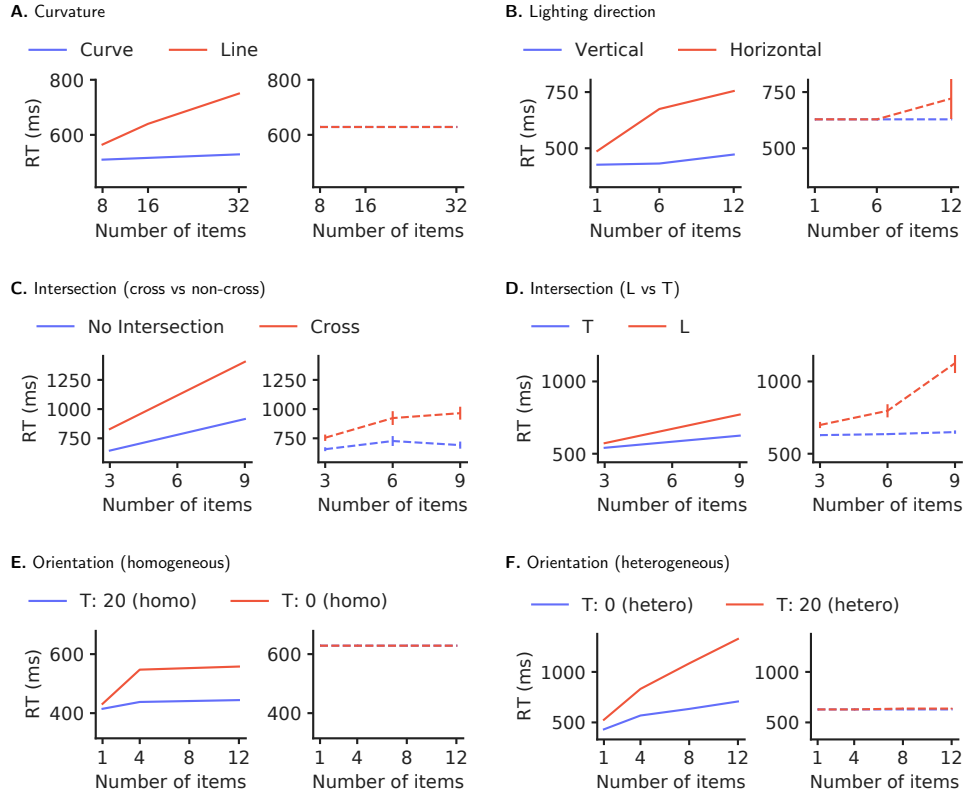 A. Curvature
Curve Line
800
600
RT (ms)
8 16 32
Number of items
800
600
8 16 32
Number of items
B. Lighting direction
Vertical Horizontal
750
500
RT (ms)
1 6 12
Number of items
750
500
1 6 12
Number of items
C. Intersection (cross vs non-cross)
No Intersection Cross
1250
1000
750
RT (ms)
3 6 9
Number of items
1250
1000
750
3 6 9
Number of items
D. Intersection (L vs T)
T L
1000
500
RT (ms)
3 6 9
Number of items
1000
500
3 6 9
Number of items
E. Orientation (homogeneous)
T: 20 (homo) T: 0 (homo)
600
400
RT (ms)
1 4 8 12
Number of items
600
400
1 4 8 12
Number of items
F. Orientation (heterogeneous)
T: 0 (hetero) T: 20 (hetero)
1000
500
RT (ms)
1 4 8 12
Number of items
1000
500
1 4 8 12
Number of items